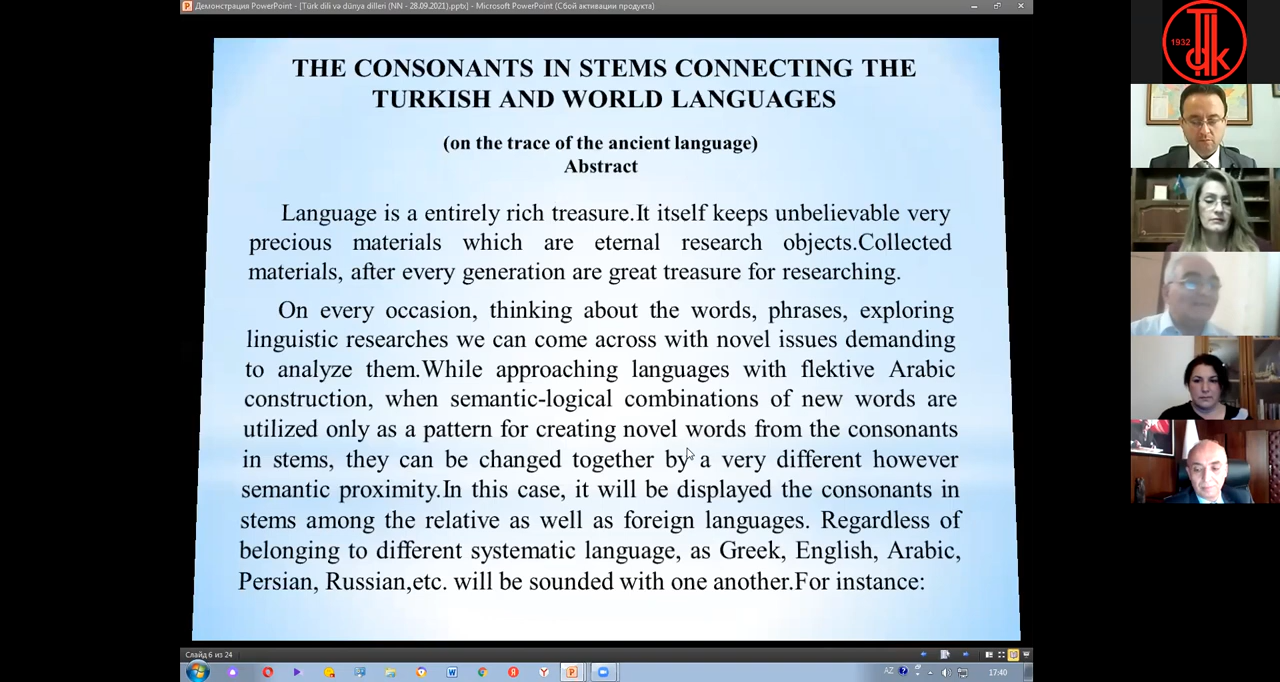 Демонстрация PowerPoint - [Türk dili və dünya dilleri (NN - 28.09.2021).pptx] - Microsoft PowerPoint (Сбой активации продукта)
THE CONSONANTS IN STEMS CONNECTING THE
TURKISH AND WORLD LANGUAGES
(on the trace of the ancient language)
Abstract
Language is a entirely rich treasure.It itself keeps unbelievable very
precious materials which are eternal research objects.Collected
materials, after every generation are great treasure for researching.
On every occasion, thinking about the words, phrases, exploring
linguistic researches we can come across with novel issues demanding
to analyze them.While approaching languages with flektive Arabic
construction, when semantic-logical combinations of new words are
utilized only as a pattern for creating novel words from the consonants
in stems, they can be changed together by a very different however
semantic proximity.In this case, it will be displayed the consonants in
stems among the relative as well as foreign languages. Regardless of
belonging to different systematic language, as Greek, English, Arabic,
Persian, Russian,etc. will be sounded with one another.For instance:
Слайд 6 из 24
AZ
17:40
1932
TDK